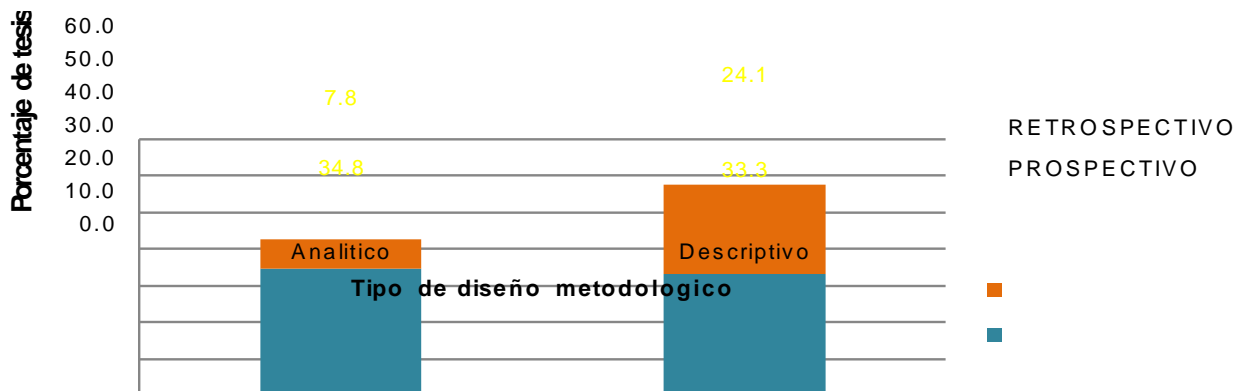 Porcentaje de tesis
60.0
50.0
40.0
30.0
20.0
10.0
0.0
7.8
24.1
34.8
33.3
RETROSPECTIVO
PROSPECTIVO
Analitico
Descriptivo
Tipo de diseño metodologico